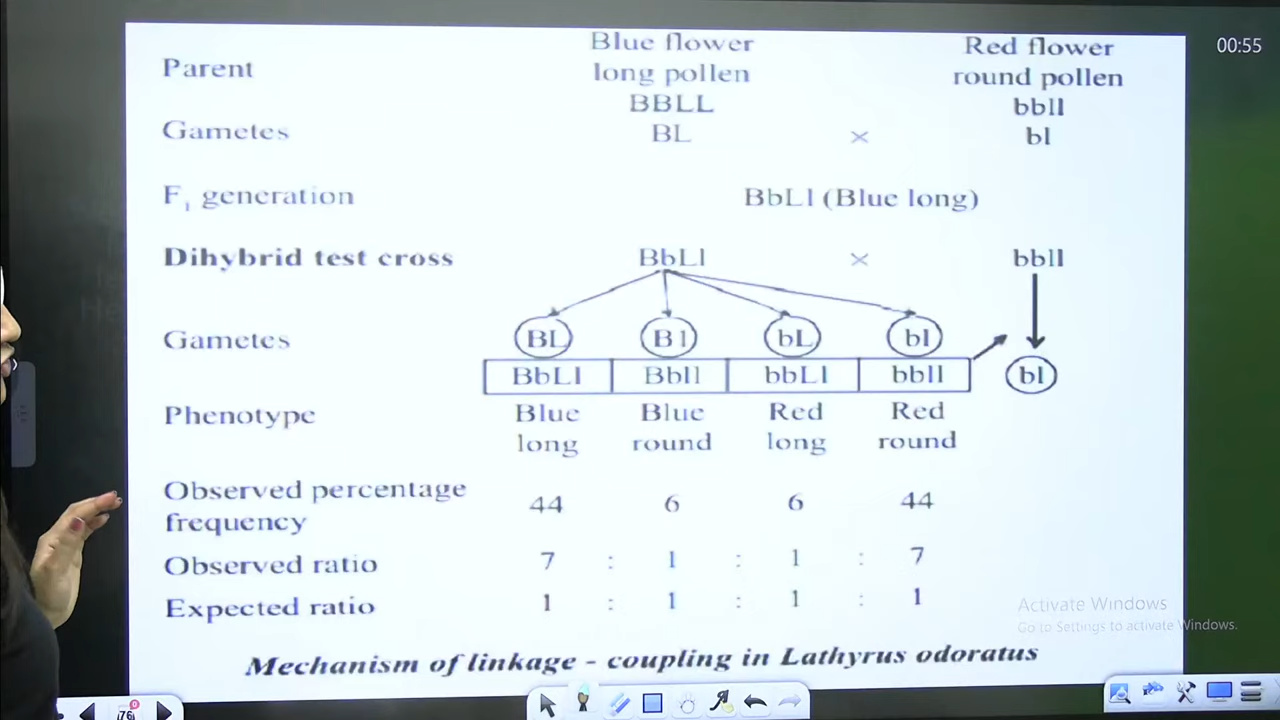 00:55
Blue flower Red flower
Parent long pollen round pollen
BBLL bbll
Gametes BL × bl
F1 generation BbLl (Blue long)
Dihybrid test cross BbLl × bbll
Gametes BL Bl bL bl
BbLl Bbll bbLl bbll bl
Phenotype Blue Blue Red Red
long round long round
Observed percentage
frequency 44 6 6 44
Observed ratio 7 : 1 : 1 : 7
Expected ratio 1 : 1 : 1 : 1
Activate Windows
Go to Settings to activate Windows.
Mechanism of linkage - coupling in Lathyrus odoratus
76